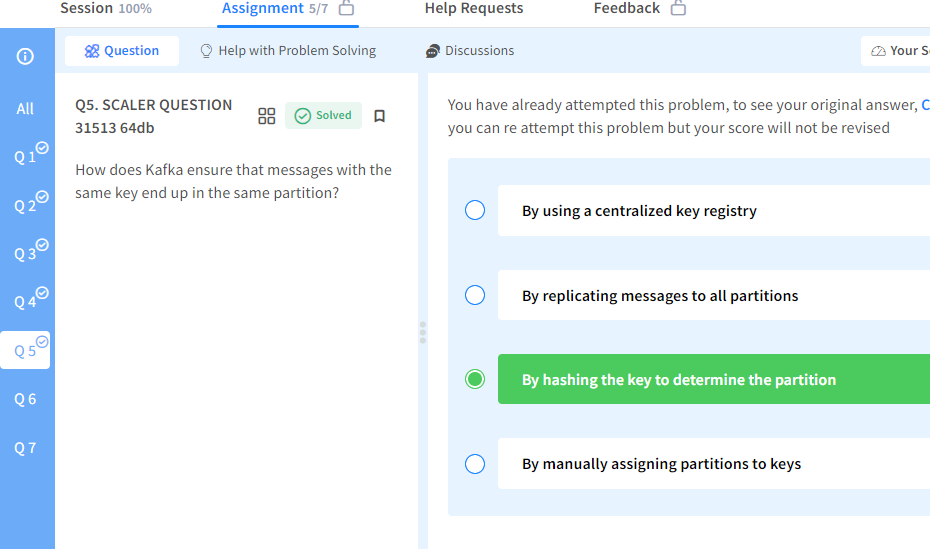 Session 100%
Assignment 5/7
Help Requests
Feedback
Question
Help with Problem Solving
Discussions
Your
All
Q 1
Q 2
Q 3
Q 4
Q 5
Q 6
Q 7
Q5. SCALER QUESTION
31513 64db
Solved
How does Kafka ensure that messages with the
same key end up in the same partition?
You have already attempted this problem, to see your original answer,
you can re attempt this problem but your score will not be revised
By using a centralized key registry
By replicating messages to all partitions
By hashing the key to determine the partition
By manually assigning partitions to keys